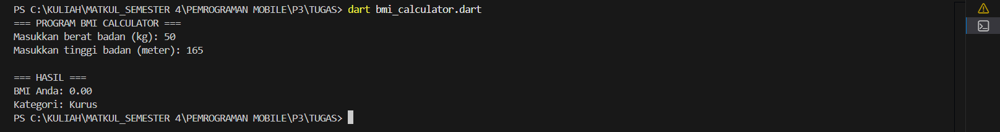 PS C:\KULIAH\MATKUL_SEMESTER 4\PEMROGRAMAN MOBILE\P3\TUGAS> dart bmi_calculator.dart
=== PROGRAM BMI CALCULATOR ===
Masukkan berat badan (kg): 50
Masukkan tinggi badan (meter): 165
=== HASIL ===
BMI Anda: 0.00
Kategori: Kurus
PS C:\KULIAH\MATKUL_SEMESTER 4\PEMROGRAMAN MOBILE\P3\TUGAS>